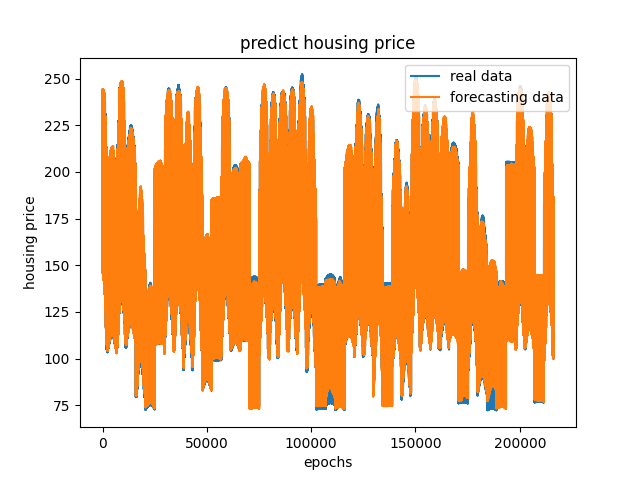 predict housing price
real data
forecasting data
housing price
250
225
200
175
150
125
100
75
0
50000
100000
150000
200000
epochs